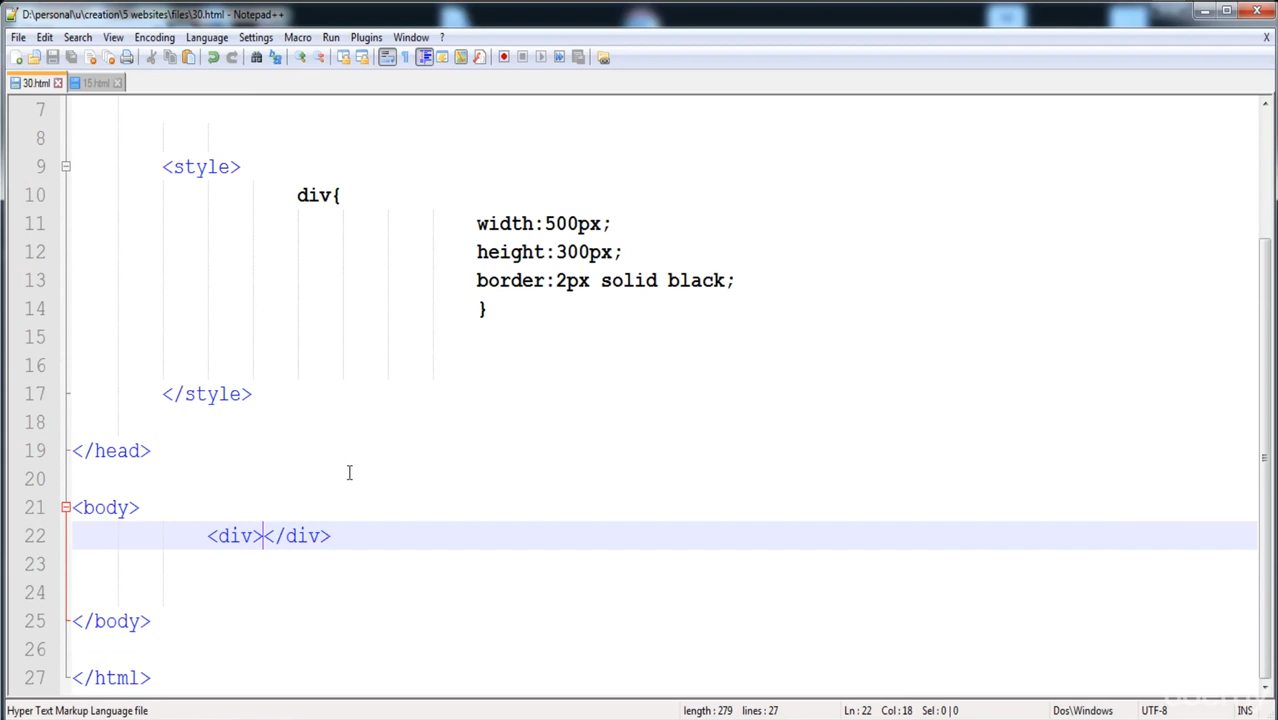 D:\personal\u\creation\5 websites\files\30.html - Notepad++
File Edit Search View Encoding Language Settings Macro Run Plugins Window ? X
30.html 15.html
7
8
9 <style>
10 div{
11 width:500px;
12 height:300px;
13 border:2px solid black;
14 }
15
16
17 </style>
18
19 </head>
20
21 <body>
22 <div></div>
23
24
25 </body>
26
27 </html>
Hyper Text Markup Language file length : 279 lines : 27 Ln : 22 Col : 18 Sel : 0 | 0 Dos\Windows UTF-8 INS